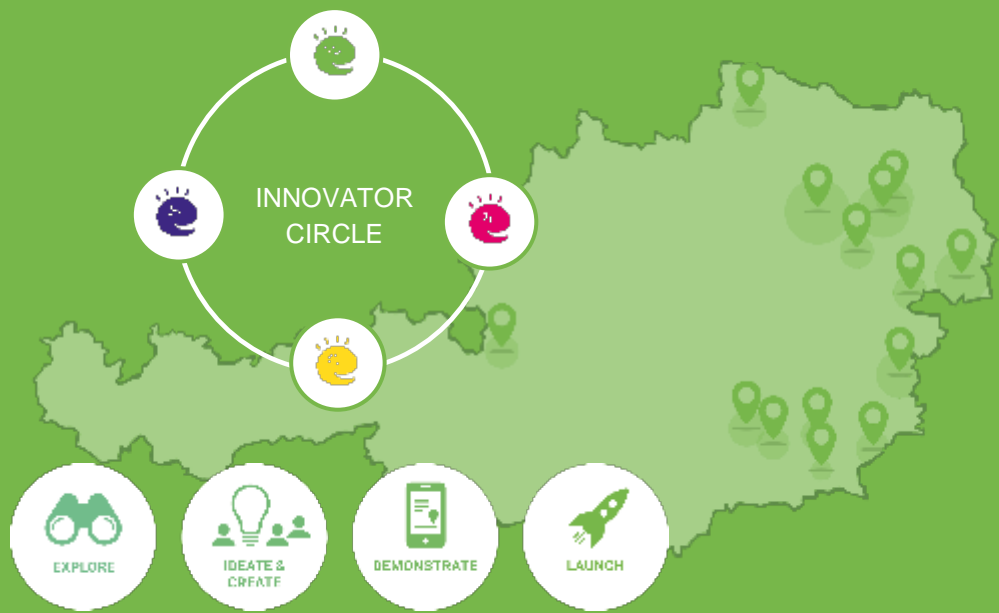 INNOVATOR
CIRCLE
EXPLORE
IDEATE &
CREATE
DEMONSTRATE
LAUNCH